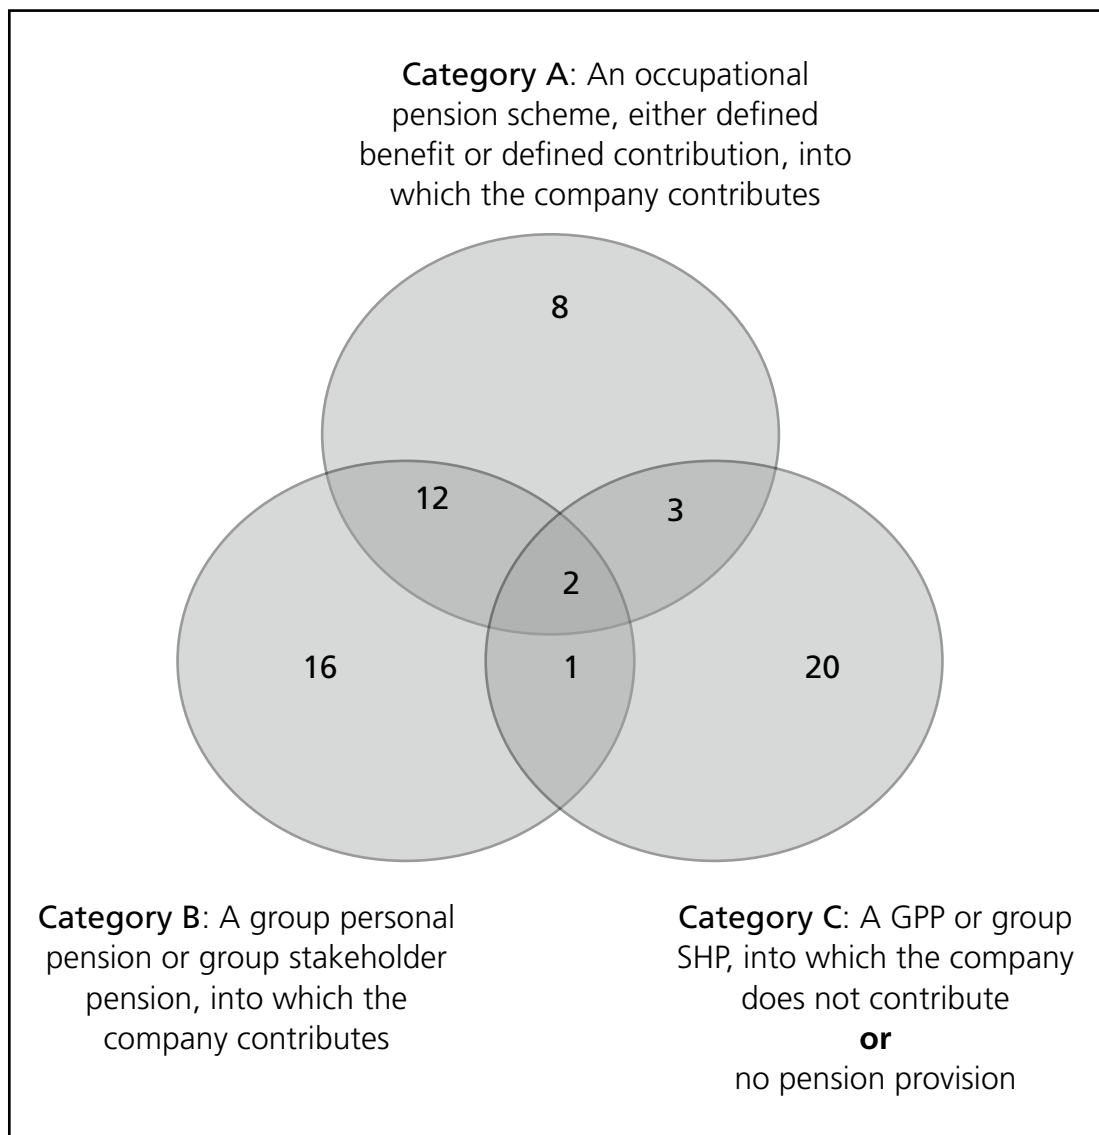 Category A: An occupational
pension scheme, either defined
benefit or defined contribution, into
which the company contributes
8
12
3
2
16
1
20
Category B: A group personal
pension or group stakeholder
pension, into which the
company contributes
Category C: A GPP or group
SHP, into which the company
does not contribute
or
no pension provision